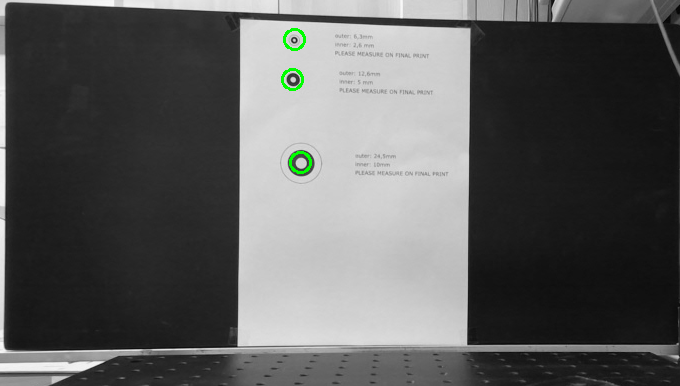 outer: 6,3mm
inner: 2,6 mm
PLEASE MEASURE ON FINAL PRINT
outer: 12,6mm
inner: 5 mm
PLEASE MEASURE ON FINAL PRINT
outer: 24,5mm
inner: 10mm
PLEASE MEASURE ON FINAL PRINT